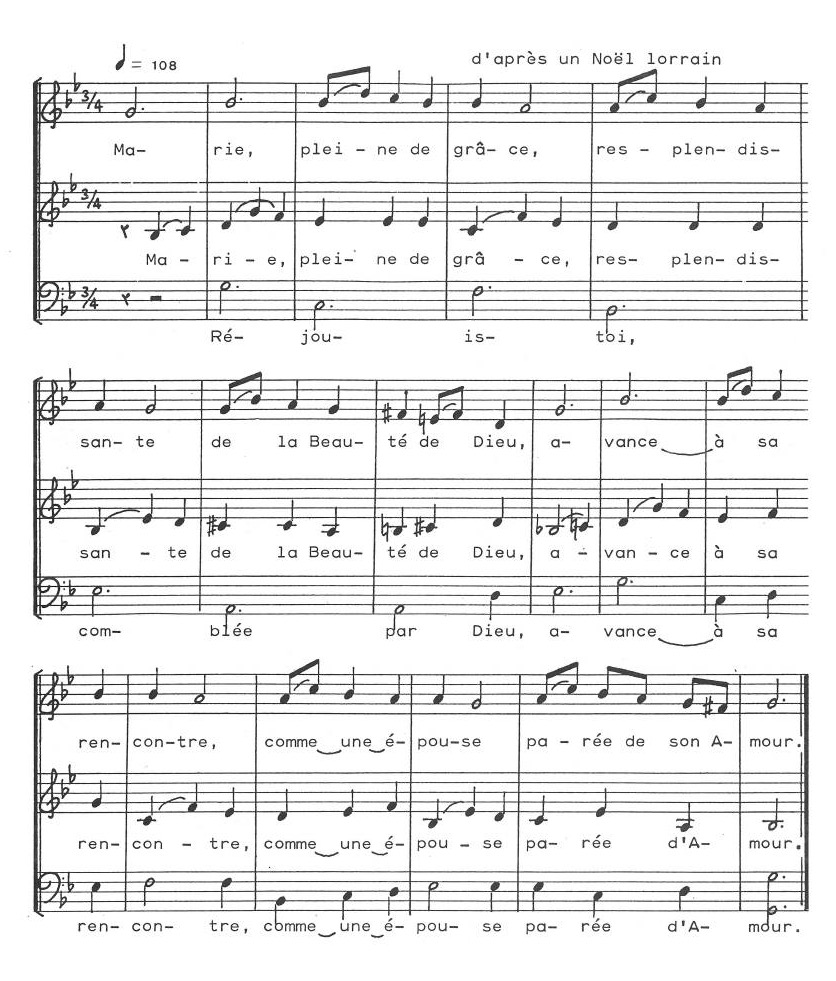 ♩ = 108 d'après un Noël lorrain
Ma- rie, plei - ne de grâ- ce, res - plen- dis-
Ma - ri - e, plei- ne de grâ - ce, res- plen- dis-
Ré- jou- is- toi,
san- te de la Beau- té de Dieu, a- vance‿à sa
san - te de la Beau- té de Dieu, a - van - ce à sa
com- blée par Dieu, a- vance‿à sa
ren- con-tre, comme‿une‿é- pou-se pa - rée de son A- mour.
ren- con - tre, comme‿une‿é- pou - se pa- rée d'A- mour.
ren- con- tre, comme‿une‿é- pou- se pa- rée d'A- mour.